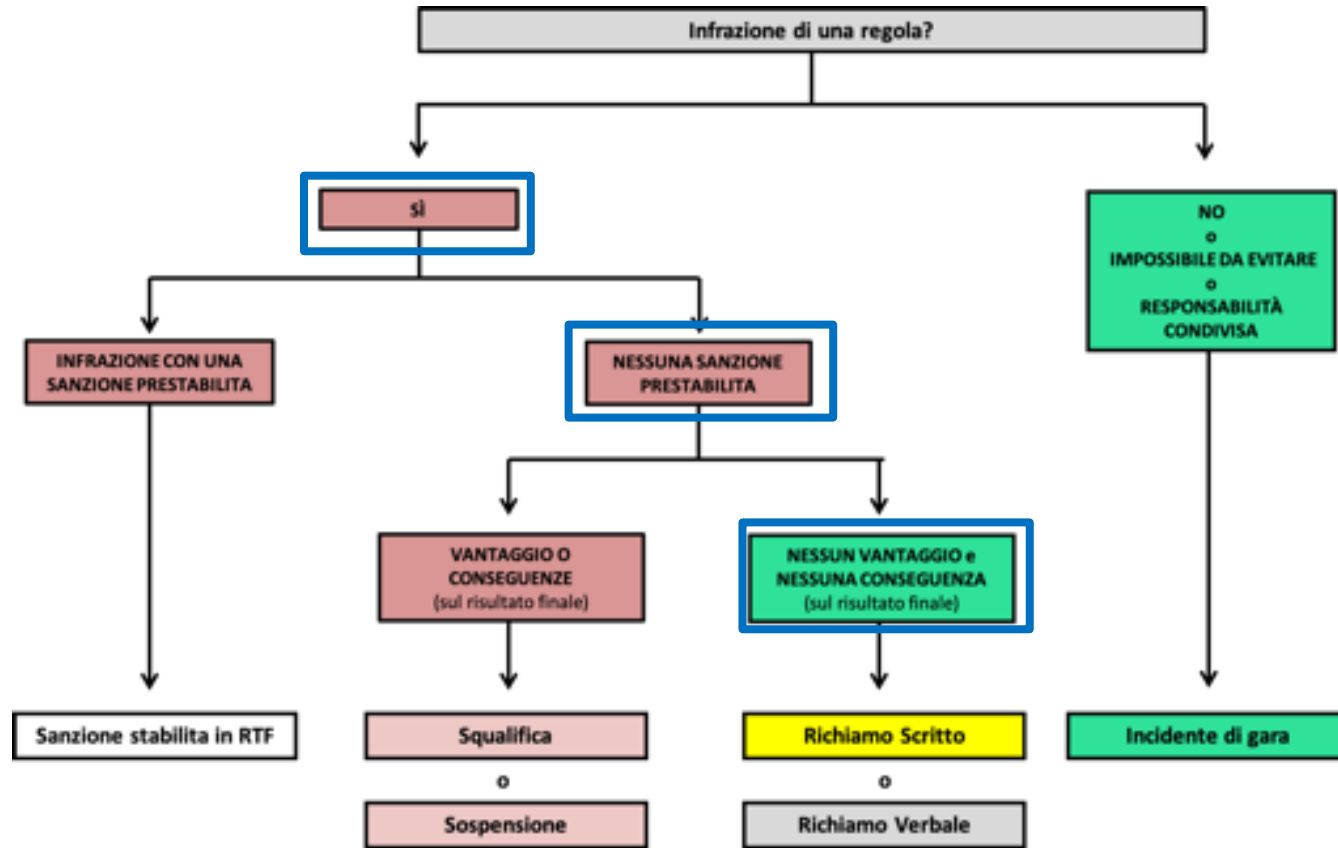 Infrazione di una regola?
SÌ
NO
o
IMPOSSIBILE DA EVITARE
o
RESPONSABILITÀ
CONDIVISA
INFRAZIONE CON UNA
SANZIONE PRESTABILITA
NESSUNA SANZIONE
PRESTABILITA
VANTAGGIO O
CONSEGUENZE
(sul risultato finale)
NESSUN VANTAGGIO e
NESSUNA CONSEGUENZA
(sul risultato finale)
Sanzione stabilita in RTF
Squalifica
o
Sospensione
Richiamo Scritto
o
Richiamo Verbale
Incidente di gara